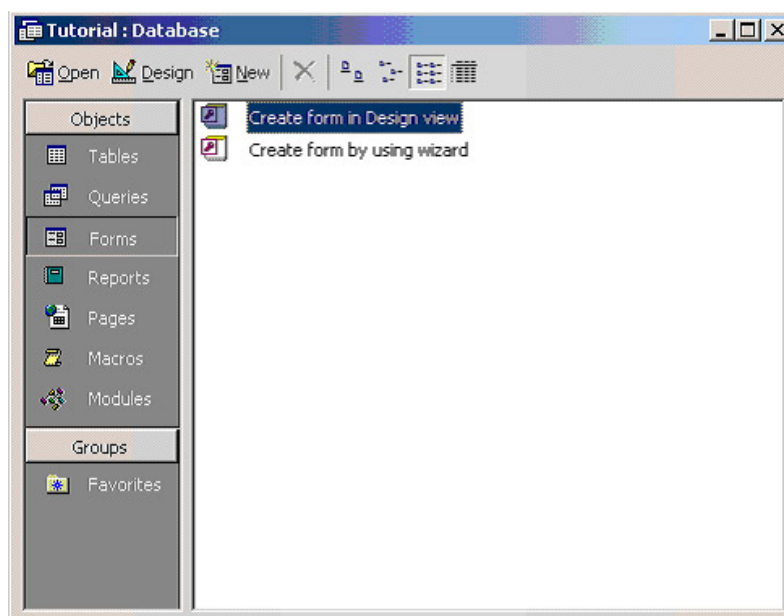 Tutorial : Database
Open Design New
Objects
Tables
Queries
Forms
Reports
Pages
Macros
Modules
Groups
Favorites
Create form in Design view
Create form by using wizard